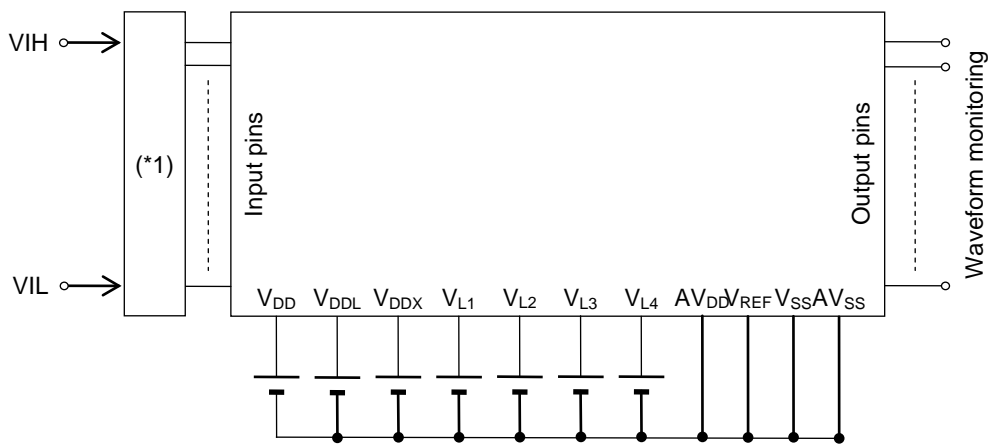 VIH
(*1)
VIL
Input pins
Output pins
Waveform monitoring
VDD VDDL VDDX VL1 VL2 VL3 VL4 AVDD VREF VSS AVSS